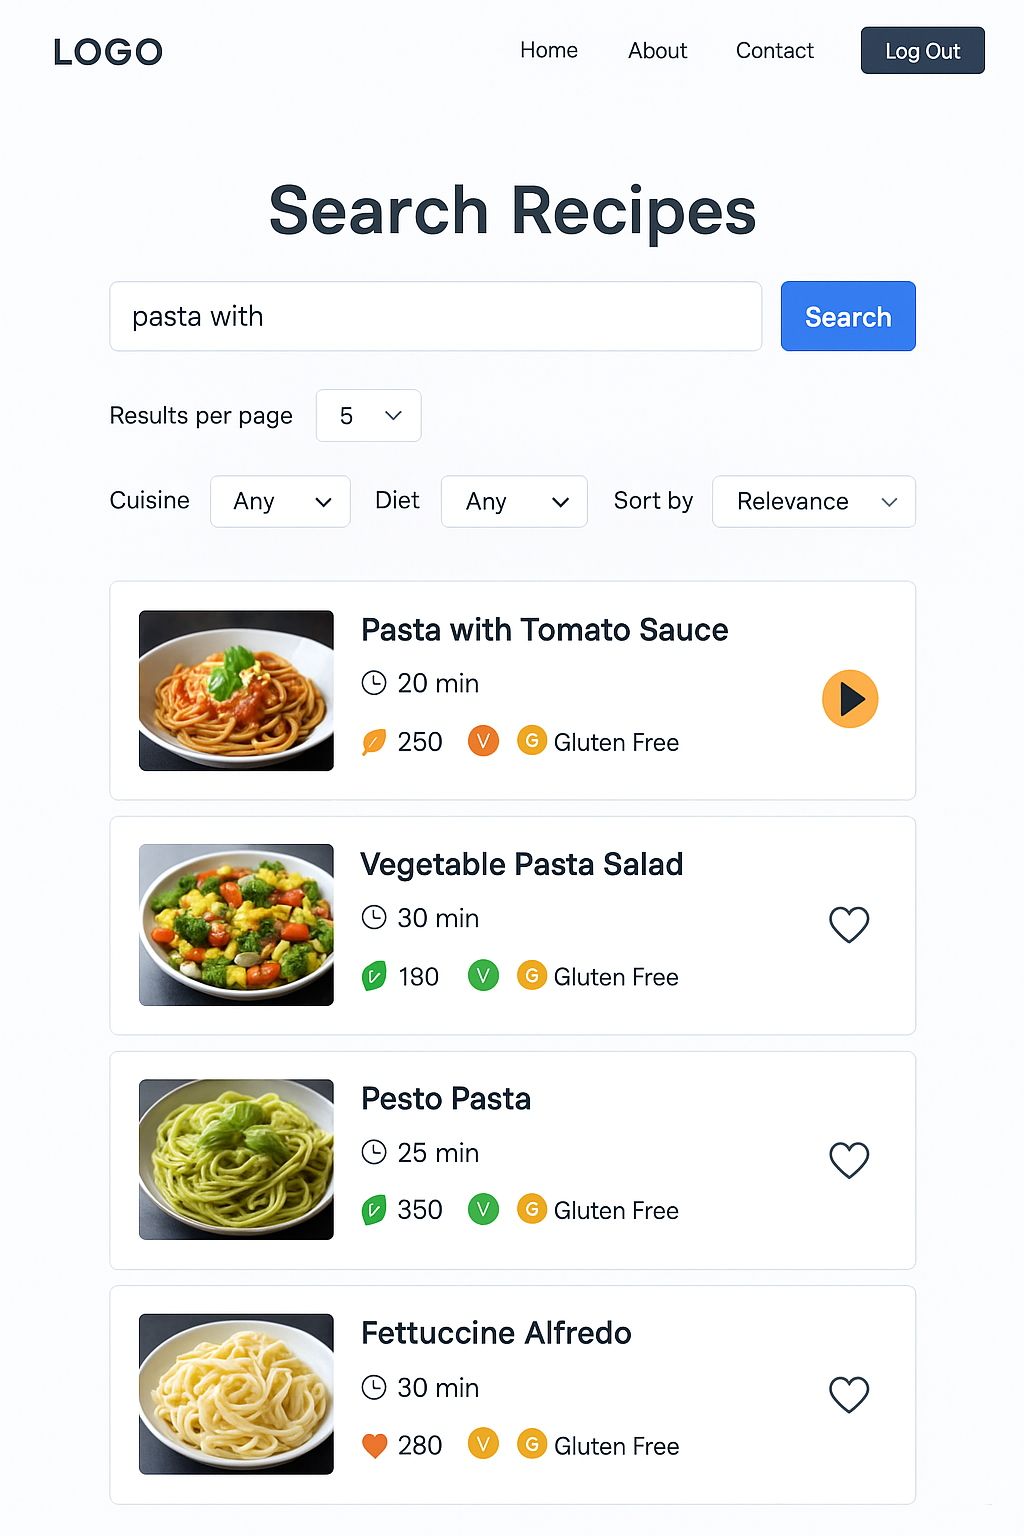 LOGO Home About Contact Log Out
Search Recipes
pasta with Search
Results per page 5
Cuisine Any Diet Any Sort by Relevance
Pasta with Tomato Sauce
20 min
250 V G Gluten Free
Vegetable Pasta Salad
30 min
180 V G Gluten Free
Pesto Pasta
25 min
350 V G Gluten Free
Fettuccine Alfredo
30 min
280 V G Gluten Free